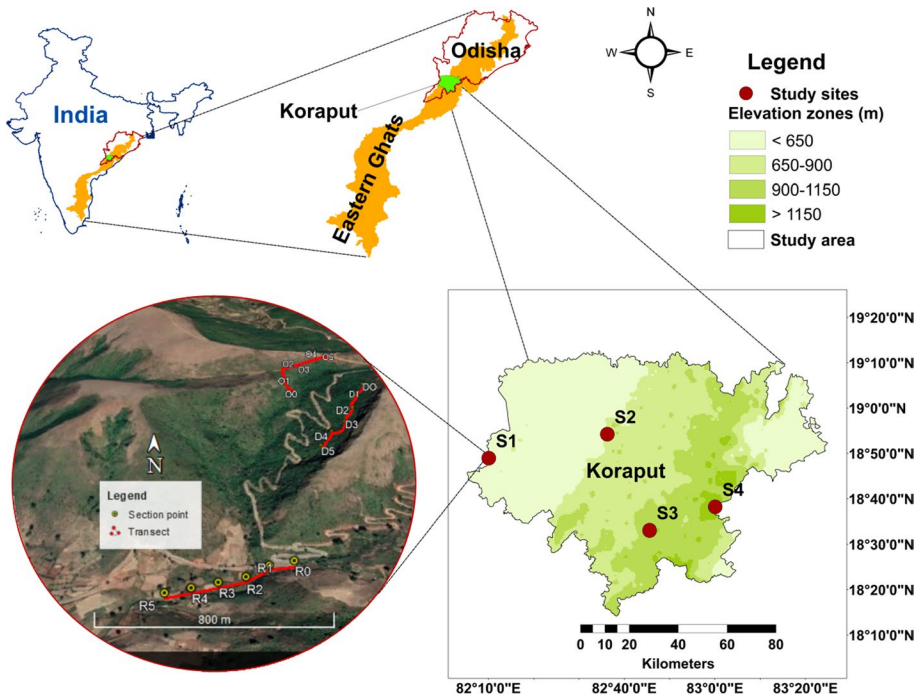 India
Odisha
Koraput
Eastern Ghats
N
W
E
S
Legend
Study sites
Elevation zones (m)
< 650
650-900
900-1150
> 1150
Study area
O2
O3
O1
O0
D0
D1
D2
D3
D4
D5
N
Legend
Section point
Transect
R5
R4
R3
R2
R1
R0
800 m
S1
S2
Koraput
S3
S4
19°20'0"N
19°10'0"N
19°0'0"N
18°50'0"N
18°40'0"N
18°30'0"N
18°20'0"N
18°10'0"N
0 10 20 40 60 80
Kilometers
82°10'0"E 82°40'0"E 83°0'0"E 83°20'0"E